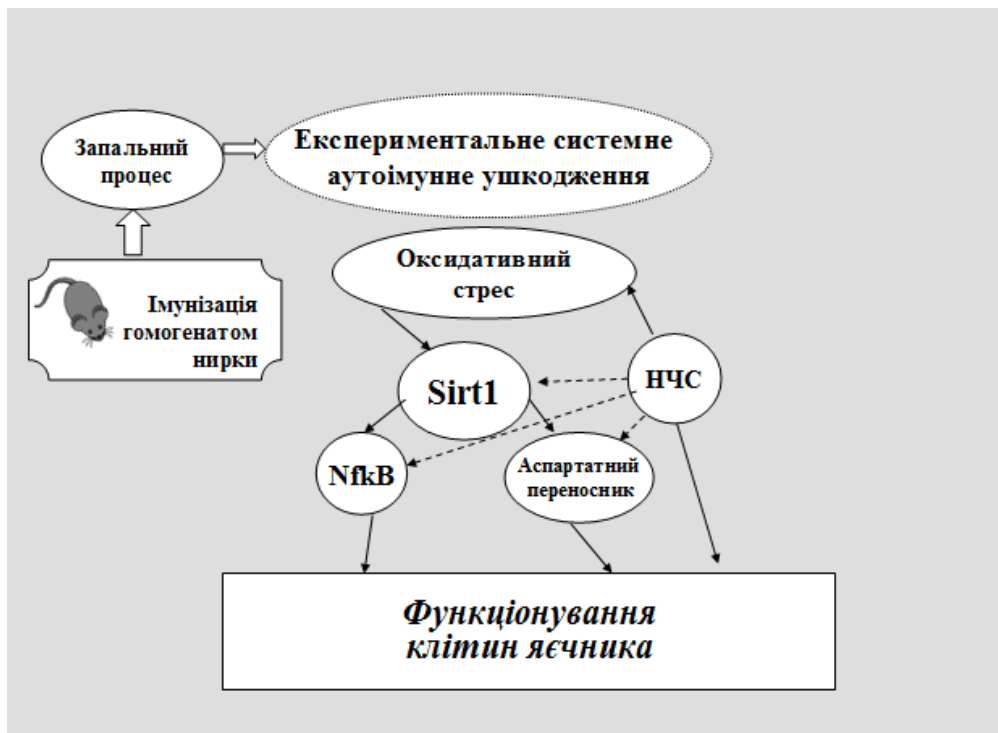 Запальний
процес
Експериментальне системне
аутоімунне ушкодження
Імунізація
гомогенатом
нирки
Оксидативний
стрес
Sirt1
НЧС
NfkB
Аспартатний
переносник
Функціонування
клітин яєчника